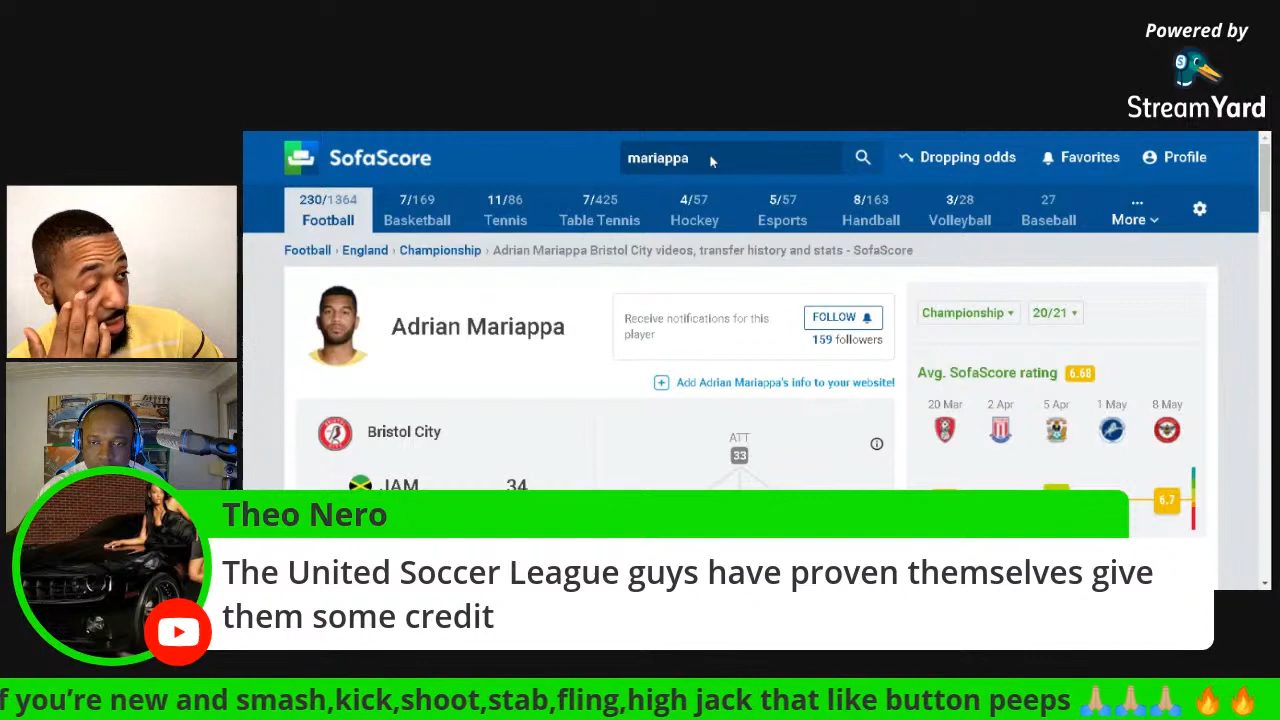 Powered by
StreamYard
SofaScore
mariappa
Dropping odds
Favorites
Profile
230/1364
Football
7/169
Basketball
11/86
Tennis
7/425
Table Tennis
4/57
Hockey
5/57
Esports
8/163
Handball
3/28
Volleyball
27
Baseball
...
More
Football › England › Championship › Adrian Mariappa Bristol City videos, transfer history and stats - SofaScore
Adrian Mariappa
Receive notifications for this
player
FOLLOW
159 followers
Add Adrian Mariappa's info to your website!
Championship
20/21
Avg. SofaScore rating 6.68
20 Mar
2 Apr
5 Apr
1 May
8 May
Bristol City
ATT
33
JAM
34
6.7
Theo Nero
The United Soccer League guys have proven themselves give
them some credit
f you’re new and smash,kick,shoot,stab,fling,high jack that like button peeps 🙏🏽🙏🏽🙏🏽 🔥🔥